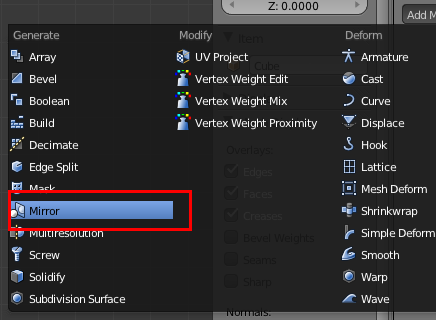 Z: 0.0000
Add M
Generate
Array
Bevel
Boolean
Build
Decimate
Edge Split
Mask
Mirror
Multiresolution
Screw
Solidify
Subdivision Surface
Modify
UV Project
Vertex Weight Edit
Vertex Weight Mix
Vertex Weight Proximity
Deform
Armature
Cast
Curve
Displace
Hook
Lattice
Mesh Deform
Shrinkwrap
Simple Deform
Smooth
Warp
Wave
Item
Cube
Overlays:
Edges
Faces
Creases
Bevel Weights
Seams
Sharp
Normals: